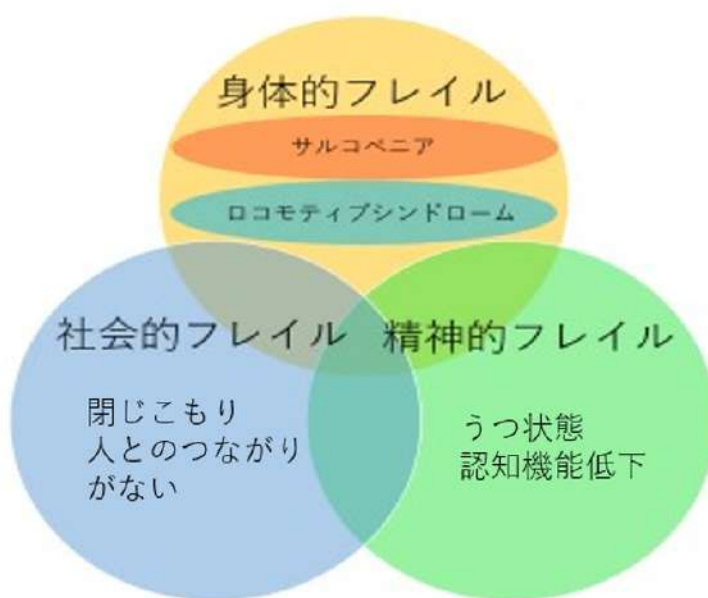 身体的フレイル
サルコペニア
ロコモティブシンドローム
社会的フレイル
閉じこもり
人とのつながり
がない
精神的フレイル
うつ状態
認知機能低下